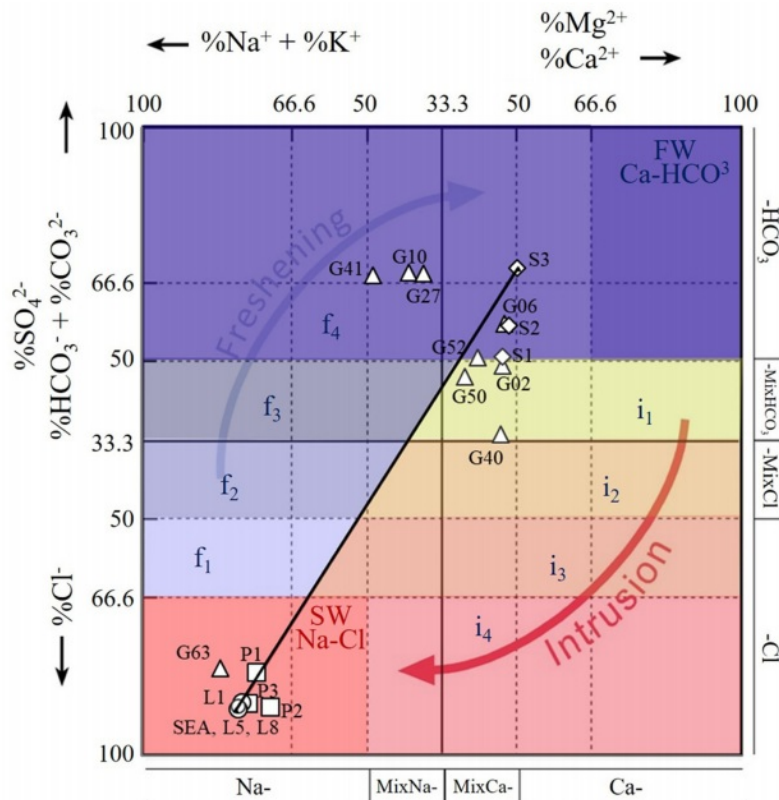 %Na⁺ + %K⁺
%Mg²⁺
%Ca²⁺
100 66.6 50 33.3 50 66.6 100
100
FW
Ca-HCO³
-HCO₃
Freshening
G41 G10 S3
G27
66.6
%SO₄²⁻
%HCO₃⁻ + %CO₃²⁻
G06
S2
f₄
G52 S1
50
G02
G50
f₃
i₁
-MixHCO₃
33.3
G40
f₂
i₂
-MixCl
50
f₁
i₃
66.6
%Cl⁻
SW
Na-Cl
i₄
Intrusion
-Cl
G63 P1
L1 P3
P2
SEA, L5, L8
100
Na- MixNa- MixCa- Ca-